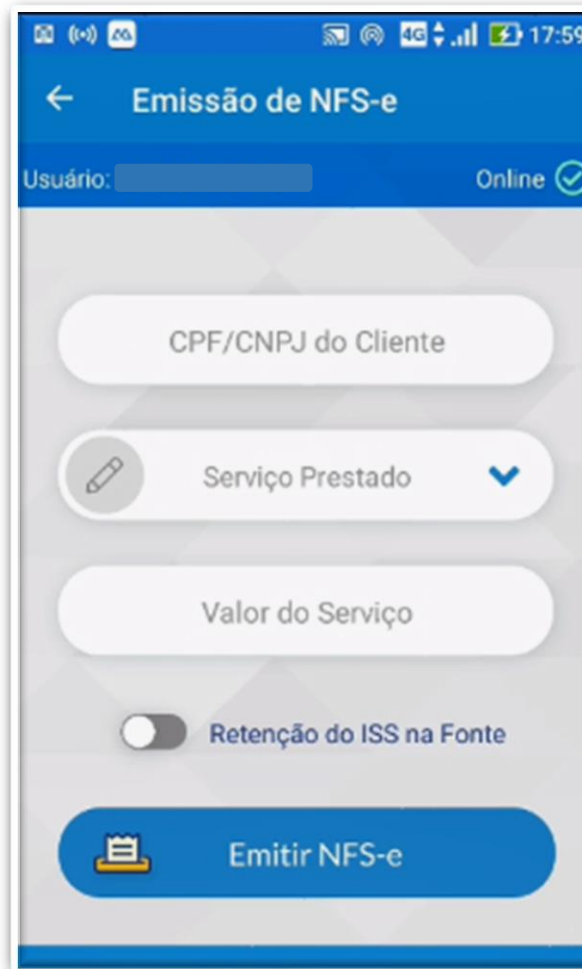 4G 17:59
Emissão de NFS-e
Usuário: Online
CPF/CNPJ do Cliente
Serviço Prestado
Valor do Serviço
Retenção do ISS na Fonte
Emitir NFS-e